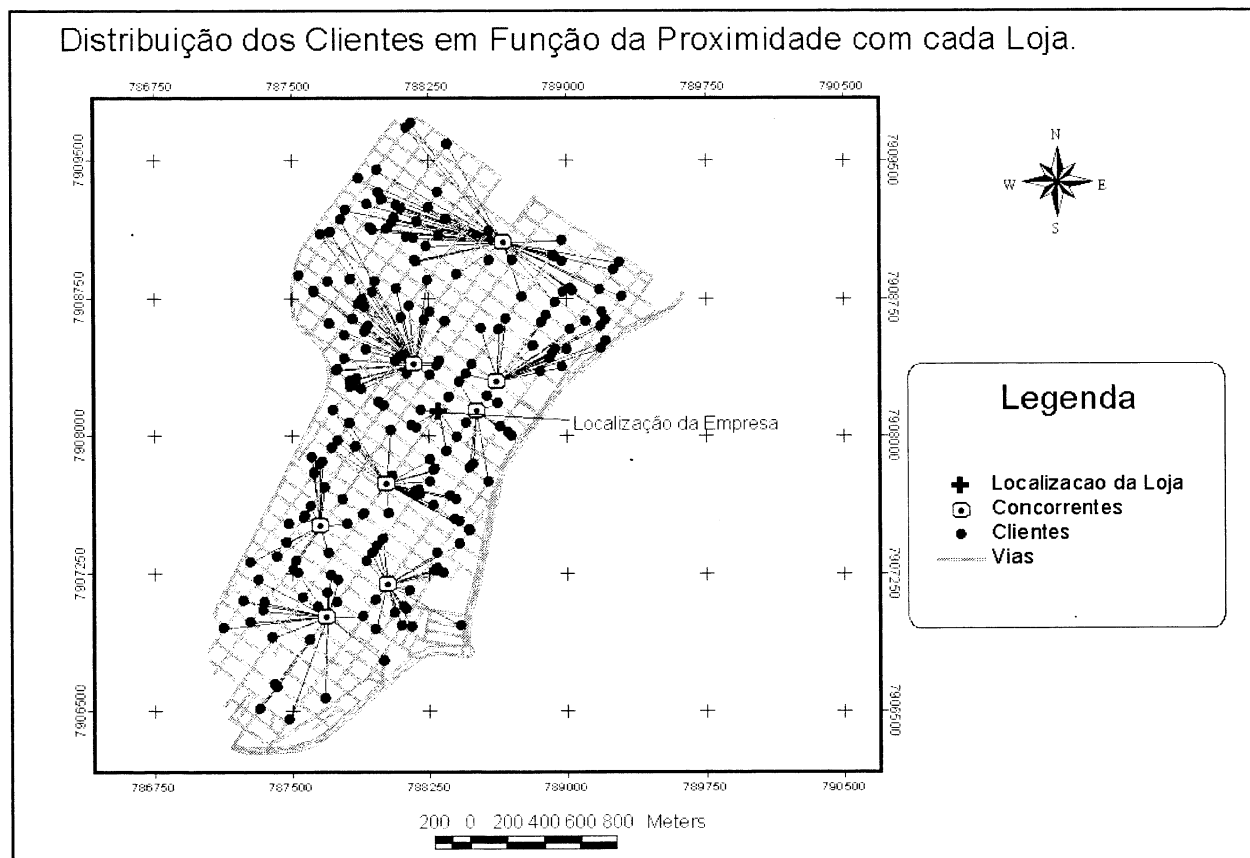 Distribuição dos Clientes em Função da Proximidade com cada Loja.
786750 787500 788250 789000 789750 790500
7909500 7909500
N
W E
S
7908750 7908750
Legenda
Localização da Empresa
7908000 7908000
Localizacao da Loja
Concorrentes
Clientes
Vias
7907250 7907250
7906500 7906500
786750 787500 788250 789000 789750 790500
200 0 200 400 600 800 Meters